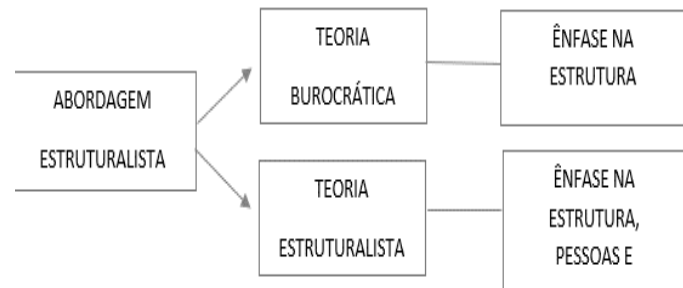 ABORDAGEM
ESTRUTURALISTA
TEORIA
BUROCRÁTICA
ÊNFASE NA
ESTRUTURA
TEORIA
ESTRUTURALISTA
ÊNFASE NA
ESTRUTURA,
PESSOAS E